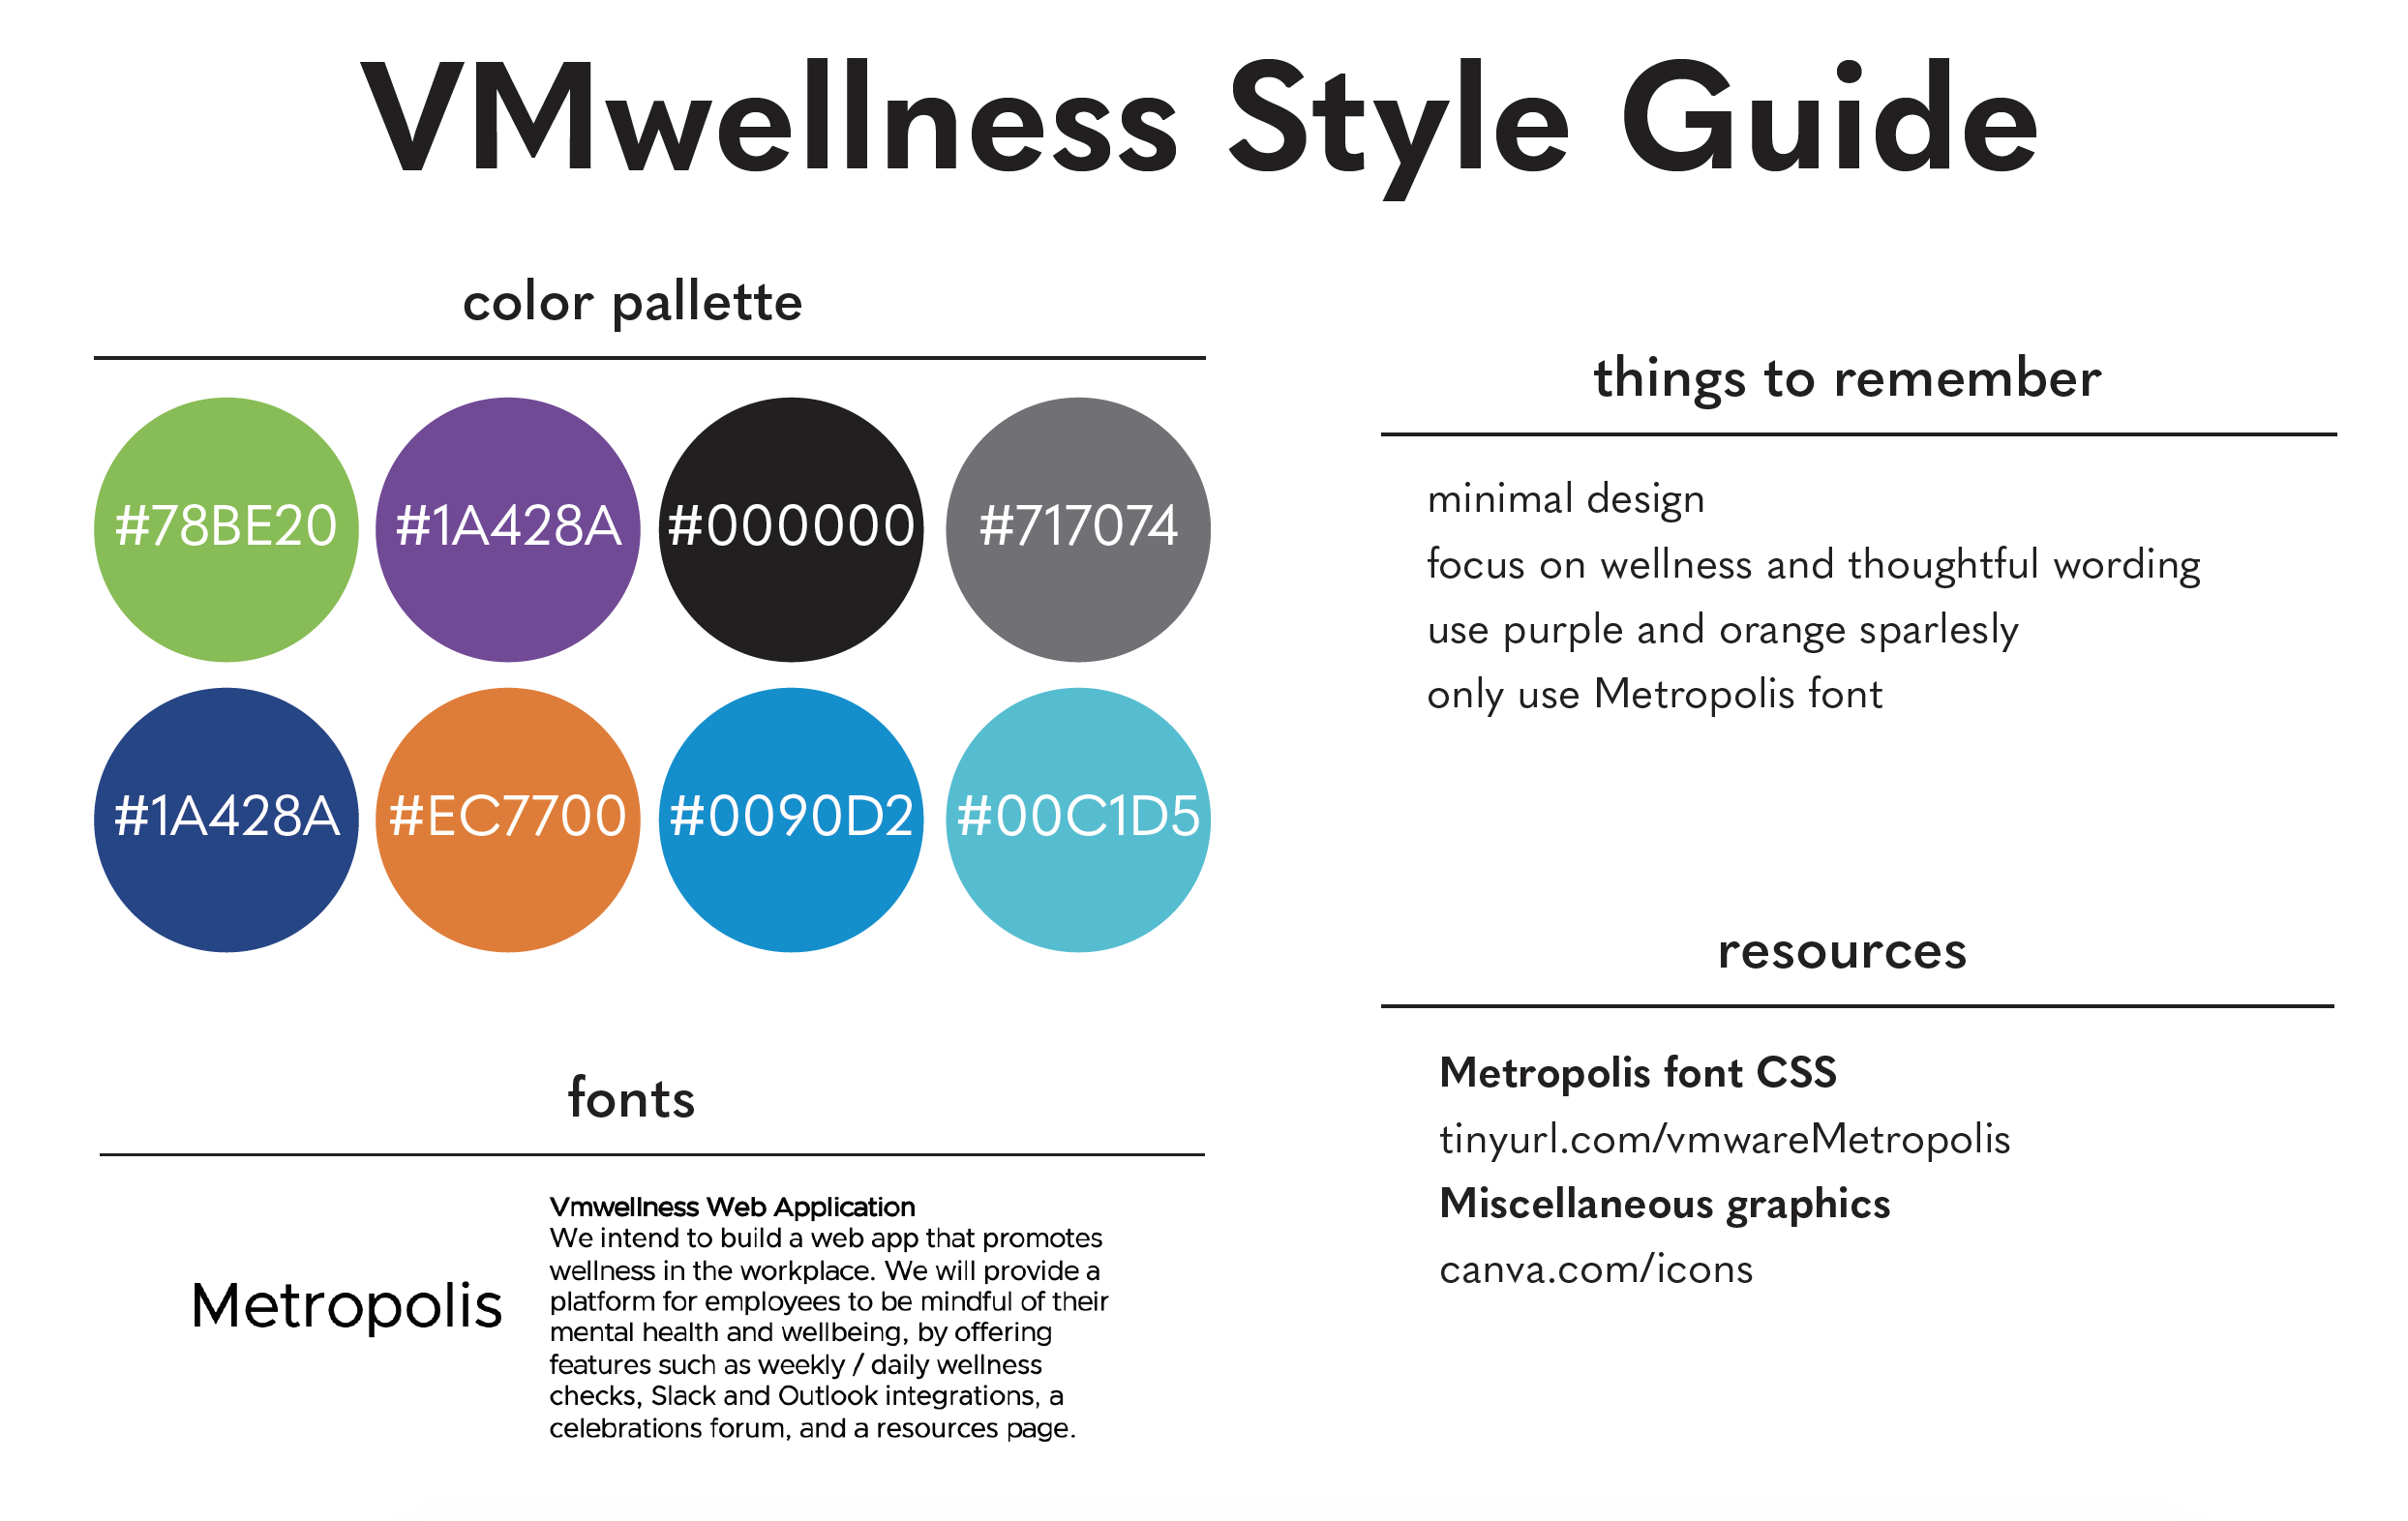 VMwellness Style Guide
color pallette
#78BE20
#1A428A
#000000
#717074
#1A428A
#EC7700
#0090D2
#00C1D5
fonts
Metropolis
Vmwellness Web Application
We intend to build a web app that promotes
wellness in the workplace. We will provide a
platform for employees to be mindful of their
mental health and wellbeing, by offering
features such as weekly / daily wellness
checks, Slack and Outlook integrations, a
celebrations forum, and a resources page.
things to remember
minimal design
focus on wellness and thoughtful wording
use purple and orange sparlesly
only use Metropolis font
resources
Metropolis font CSS
tinyurl.com/vmwareMetropolis
Miscellaneous graphics
canva.com/icons